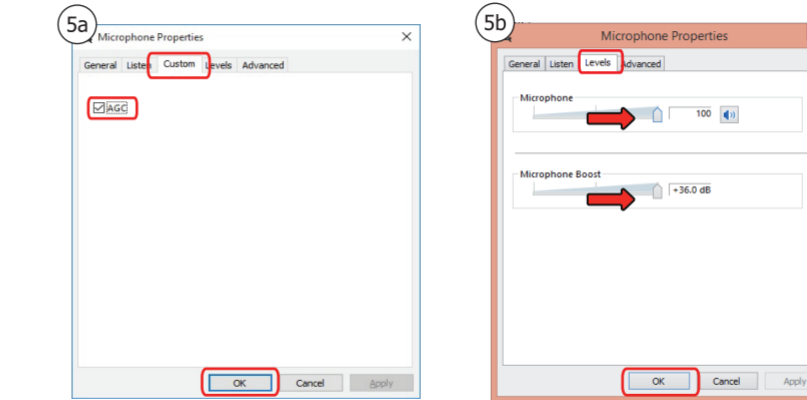 5a
Microphone Properties
General Listen Custom Levels Advanced
AGC
OK Cancel Apply
5b
Microphone Properties
General Listen Levels Advanced
Microphone
100
Microphone Boost
+36.0 dB
OK Cancel Apply